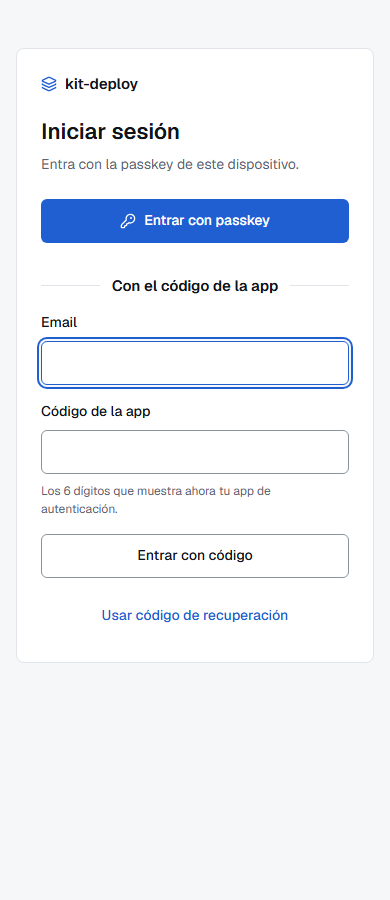 kit-deploy
Iniciar sesión
Entra con la passkey de este dispositivo.
Entrar con passkey
Con el código de la app
Email
Código de la app
Los 6 dígitos que muestra ahora tu app de
autenticación.
Entrar con código
Usar código de recuperación